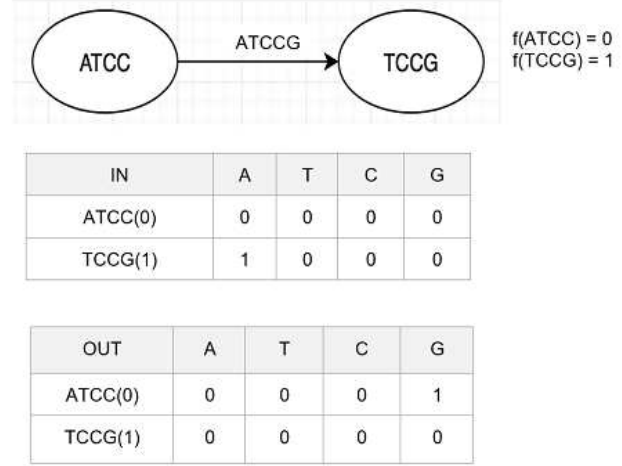 ATCC
ATCCG
TCCG
f(ATCC) = 0
f(TCCG) = 1
IN A T C G
ATCC(0) 0 0 0 0
TCCG(1) 1 0 0 0
OUT A T C G
ATCC(0) 0 0 0 1
TCCG(1) 0 0 0 0